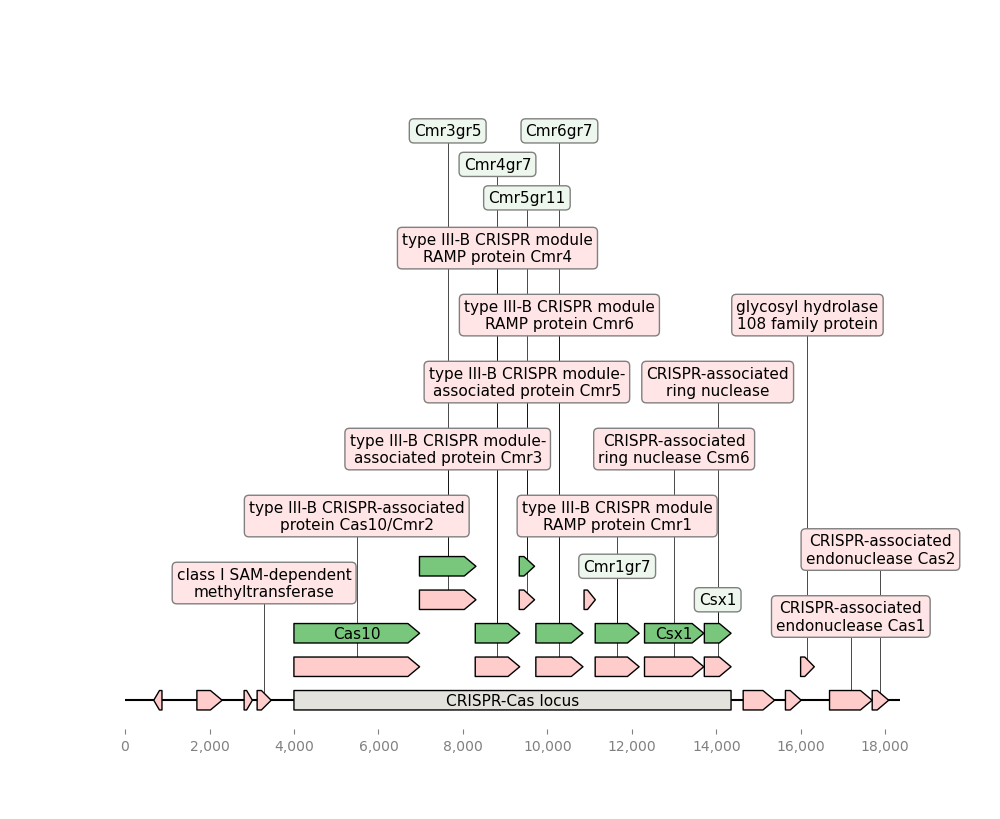 Cmr3gr5
Cmr6gr7
Cmr4gr7
Cmr5gr11
type III-B CRISPR module
RAMP protein Cmr4
type III-B CRISPR module
RAMP protein Cmr6
glycosyl hydrolase
108 family protein
type III-B CRISPR module-
associated protein Cmr5
CRISPR-associated
ring nuclease
type III-B CRISPR module-
associated protein Cmr3
CRISPR-associated
ring nuclease Csm6
type III-B CRISPR-associated
protein Cas10/Cmr2
type III-B CRISPR module
RAMP protein Cmr1
CRISPR-associated
endonuclease Cas2
class I SAM-dependent
methyltransferase
Cmr1gr7
Csx1
CRISPR-associated
endonuclease Cas1
Cas10
Csx1
CRISPR-Cas locus
0
2,000
4,000
6,000
8,000
10,000
12,000
14,000
16,000
18,000